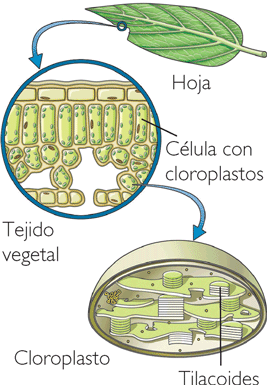 Hoja
Célula con
cloroplastos
Tejido
vegetal
Cloroplasto
Tilacoides